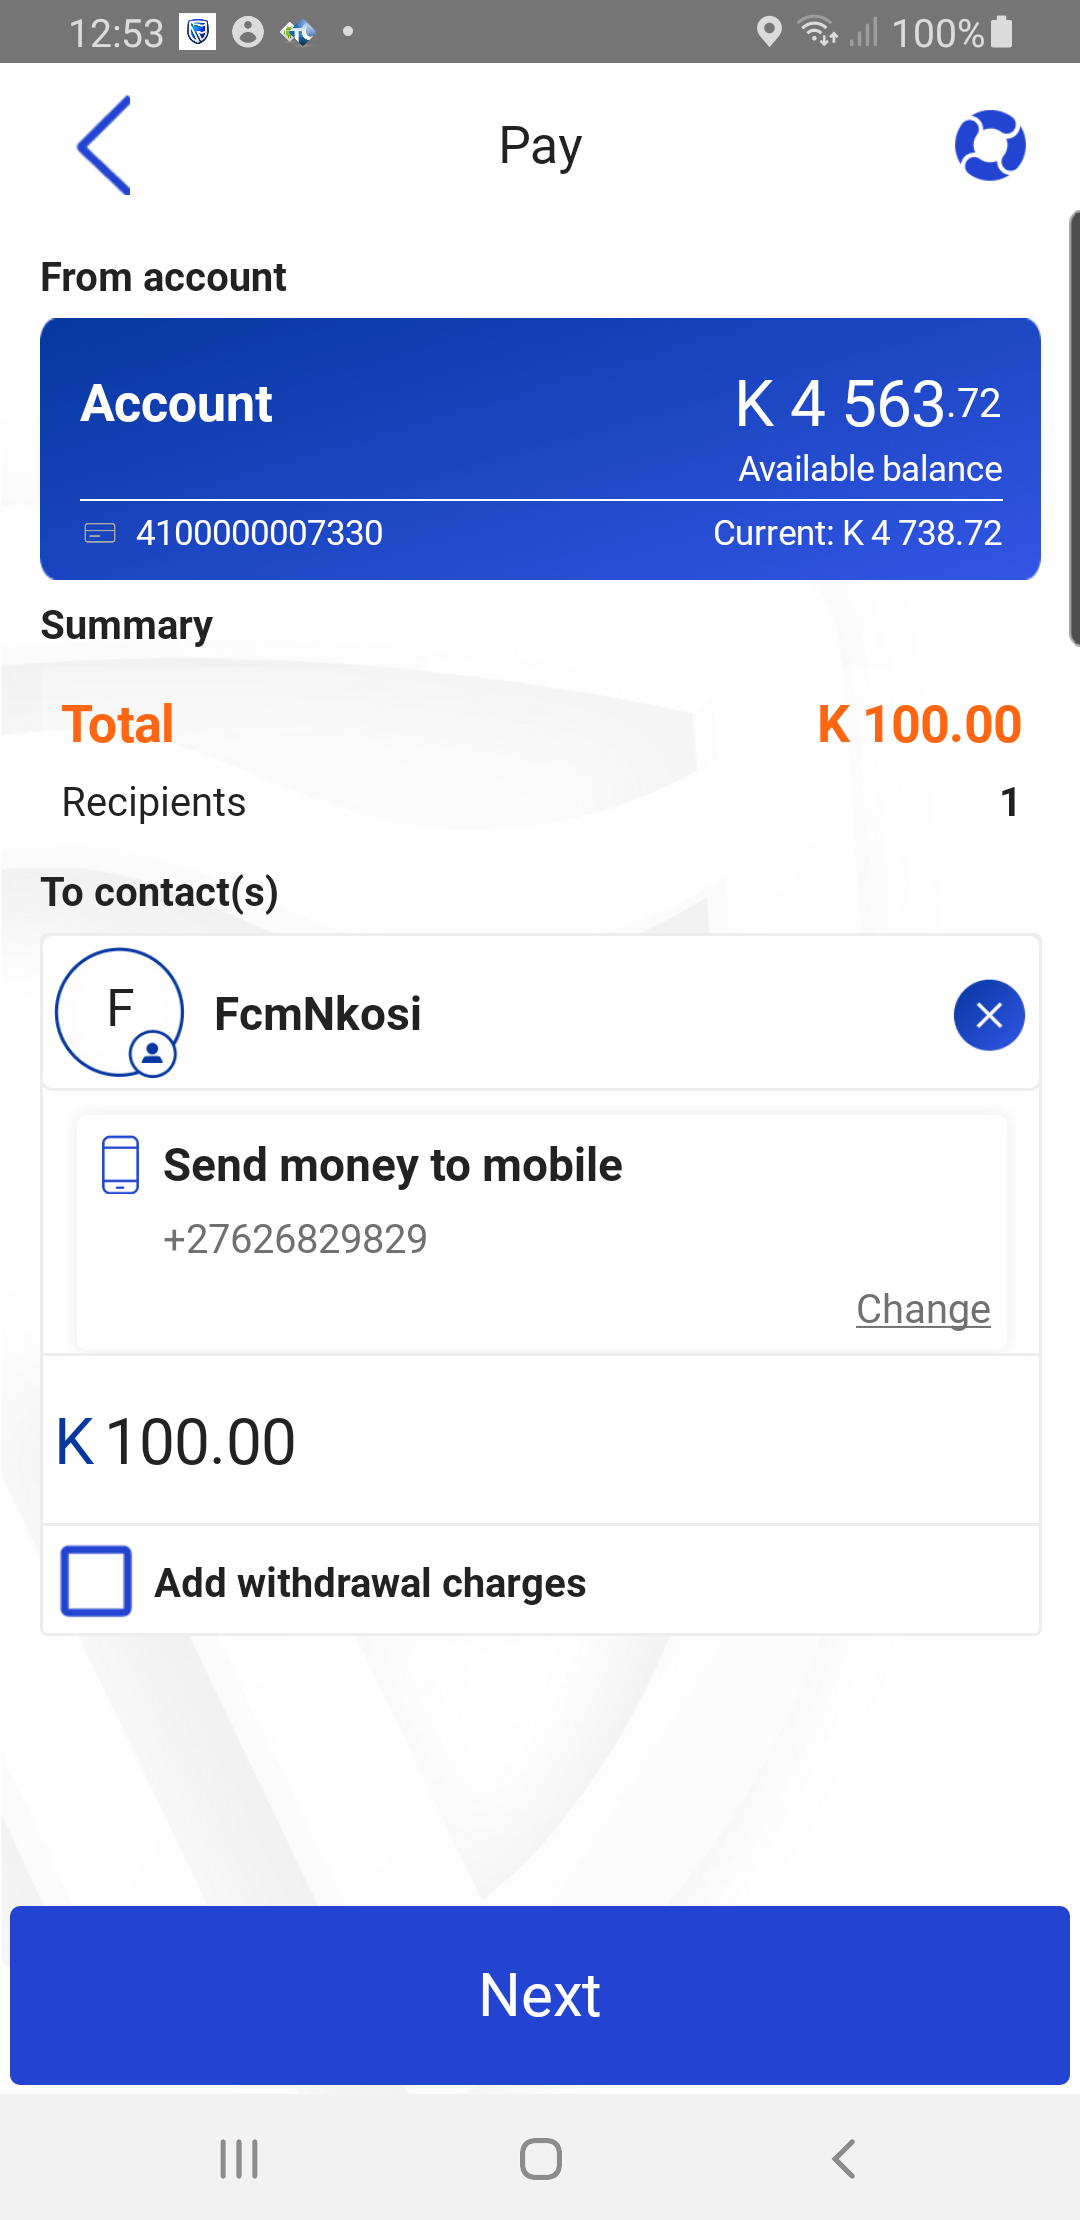 12:53
100%
Pay
From account
Account
K 4 563.72
Available balance
4100000007330
Current: K 4 738.72
Summary
Total
K 100.00
Recipients
1
To contact(s)
F
FcmNkosi
Send money to mobile
+27626829829
Change
K 100.00
Add withdrawal charges
Next